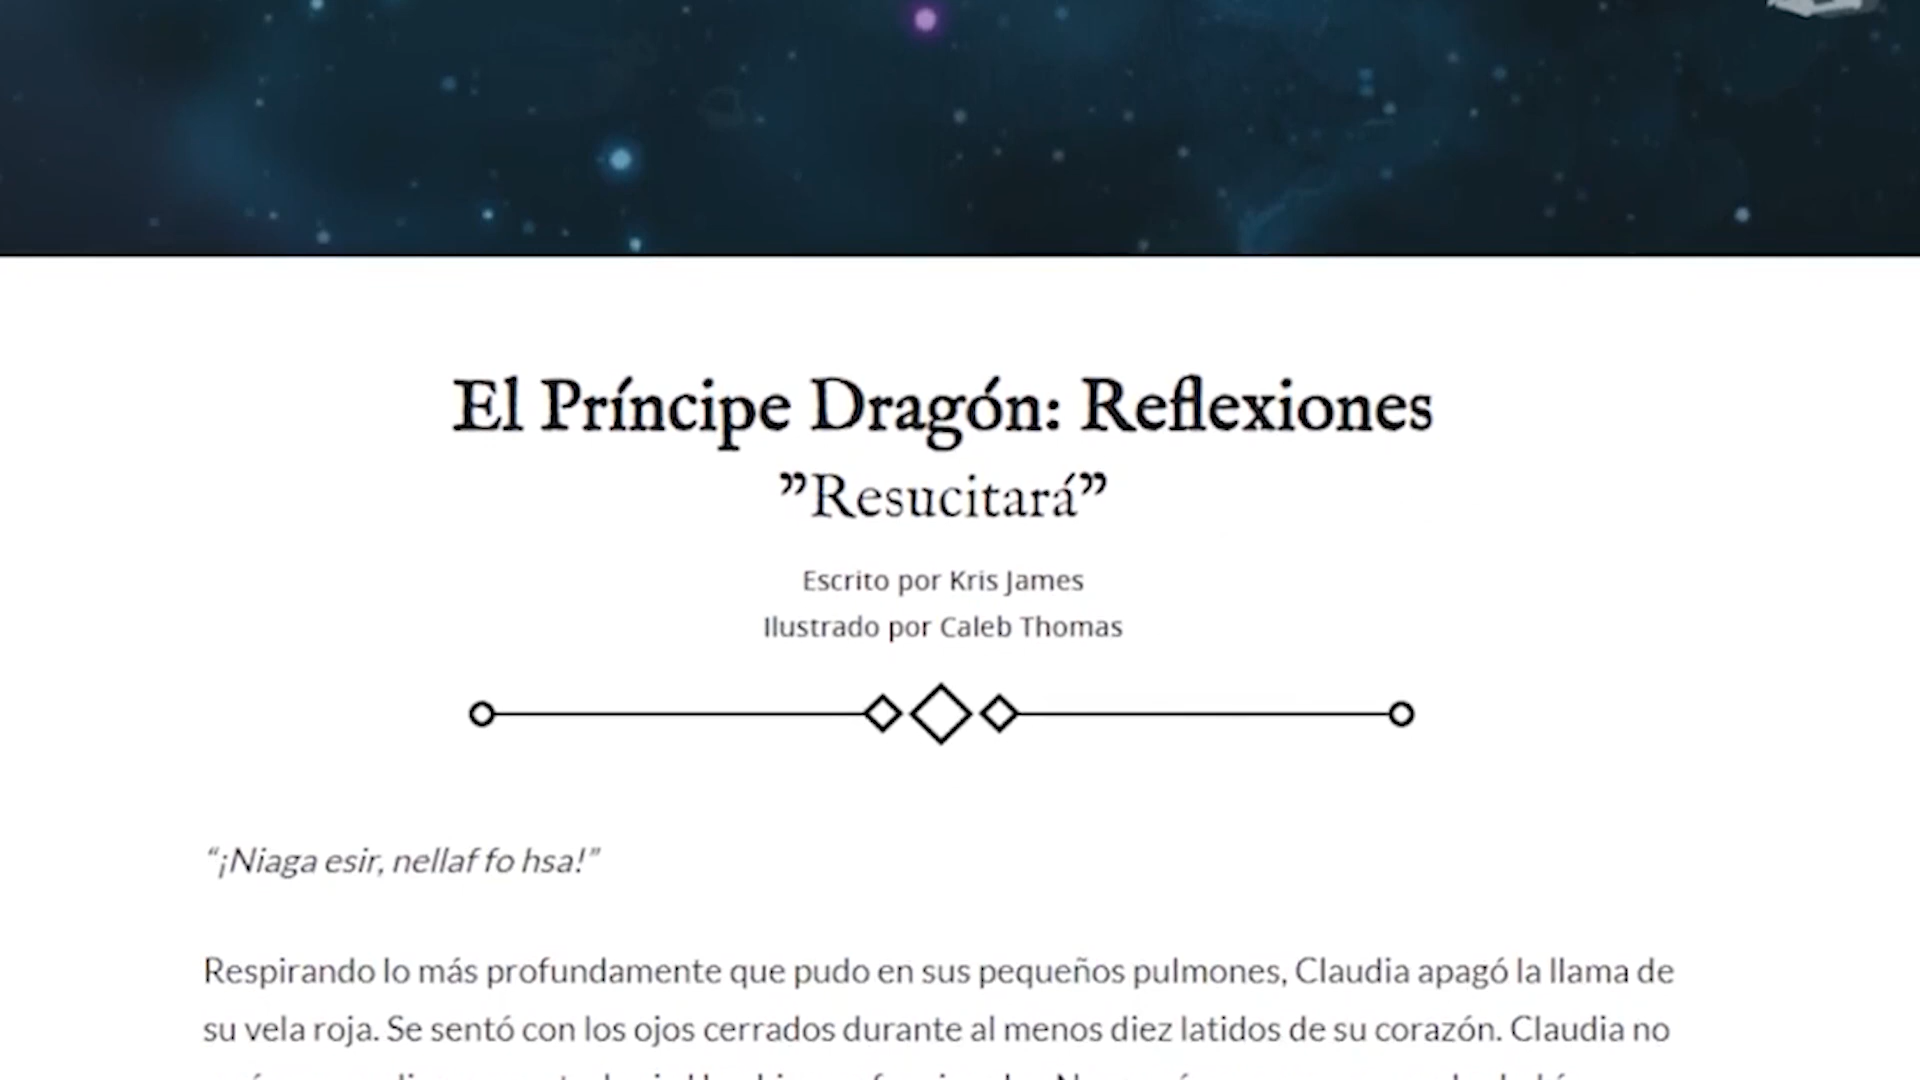 El Príncipe Dragón: Reflexiones
”Resucitará”
Escrito por Kris James
Ilustrado por Caleb Thomas
“¡Niaga esir, nellaf fo hsa!”
Respirando lo más profundamente que pudo en sus pequeños pulmones, Claudia apagó la llama de
su vela roja. Se sentó con los ojos cerrados durante al menos diez latidos de su corazón. Claudia no